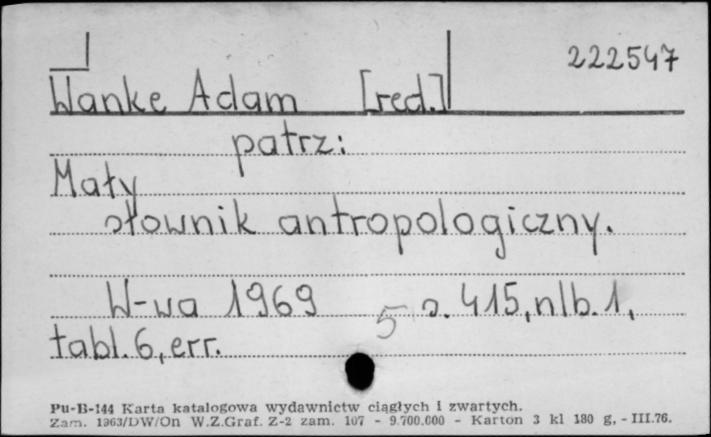 222547
Wanke Adam [red.]
patrz:
Mały
słownik antropologiczny.
W-wa 1969 5 s. 415, nlb. 1,
tabl. 6, err.
Pu-B-144 Karta katalogowa wydawnictw ciągłych i zwartych.
Zam. 1963/DW/On W.Z.Graf. Z-2 zam. 107 - 9.700.000 - Karton 3 kl 180 g. - III.76.